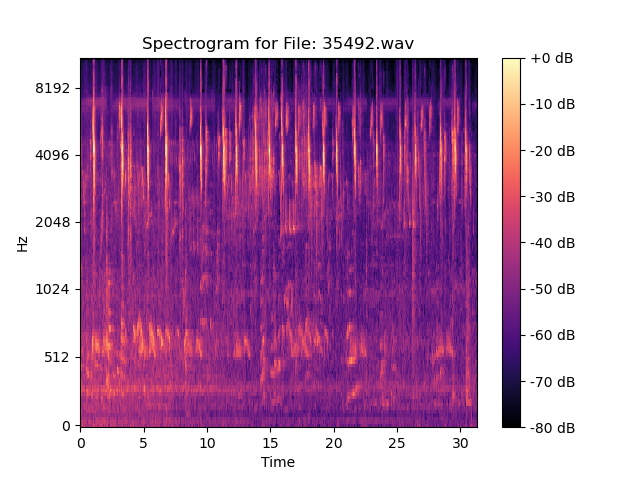 Spectrogram for File: 35492.wav
Hz
8192
4096
2048
1024
512
0
0 5 10 15 20 25 30
Time
+0 dB
-10 dB
-20 dB
-30 dB
-40 dB
-50 dB
-60 dB
-70 dB
-80 dB